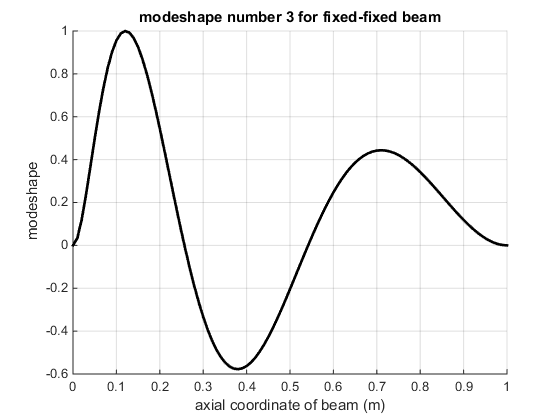 modeshape number 3 for fixed-fixed beam
1
0.8
0.6
0.4
0.2
0
-0.2
-0.4
-0.6
modeshape
0 0.1 0.2 0.3 0.4 0.5 0.6 0.7 0.8 0.9 1
axial coordinate of beam (m)